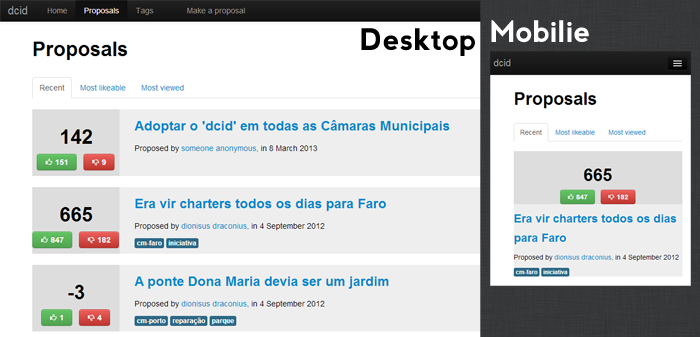 dcid Home Proposals Tags Make a proposal
Desktop
Proposals
Recent Most likeable Most viewed
142
151 9
Adoptar o 'dcid' em todas as Câmaras Municipais
Proposed by someone anonymous, in 8 March 2013
665
847 182
Era vir charters todos os dias para Faro
Proposed by dionisus draconius, in 4 September 2012
cm-faro iniciativa
-3
1 4
A ponte Dona Maria devia ser um jardim
Proposed by dionisus draconius, in 4 September 2012
cm-porto reparação parque
Mobilie
dcid
Proposals
Recent Most likeable Most viewed
665
847 182
Era vir charters todos os dias
para Faro
Proposed by dionisus draconius, in 4 September 2012
cm-faro iniciativa